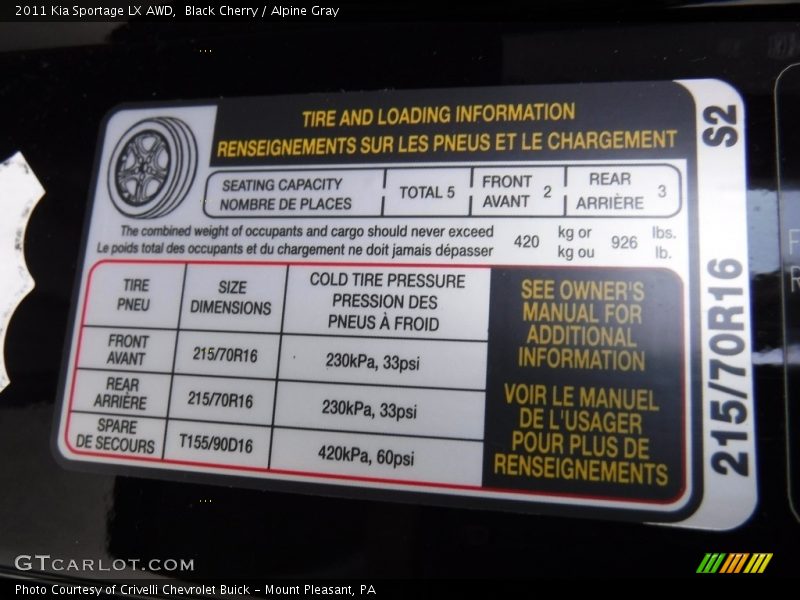 2011 Kia Sportage LX AWD,  Black Cherry / Alpine Gray
TIRE AND LOADING INFORMATION
RENSEIGNEMENTS SUR LES PNEUS ET LE CHARGEMENT
SEATING CAPACITY
NOMBRE DE PLACES
TOTAL 5
FRONT
AVANT
2
REAR
ARRIÈRE
3
The combined weight of occupants and cargo should never exceed
Le poids total des occupants et du chargement ne doit jamais dépasser
420
kg or
kg ou
926
lbs.
lb.
TIRE
PNEU
SIZE
DIMENSIONS
COLD TIRE PRESSURE
PRESSION DES
PNEUS À FROID
FRONT
AVANT
215/70R16
230kPa, 33psi
REAR
ARRIÈRE
215/70R16
230kPa, 33psi
SPARE
DE SECOURS
T155/90D16
420kPa, 60psi
SEE OWNER'S
MANUAL FOR
ADDITIONAL
INFORMATION
VOIR LE MANUEL
DE L'USAGER
POUR PLUS DE
RENSEIGNEMENTS
215/70R16 S2
GTCARLOT.COM
Photo Courtesy of Crivelli Chevrolet Buick - Mount Pleasant, PA